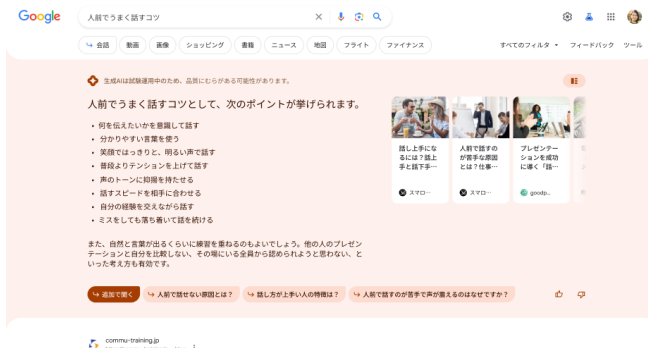 Google
人前でうまく話すコツ
会話 動画 画像 ショッピング 書籍 ニュース 地図 フライト ファイナンス すべてのフィルタ フィードバック ツール
生成AIは試験運用中のため、品質にむらがある可能性があります。
人前でうまく話すコツとして、次のポイントが挙げられます。
• 何を伝えたいかを意識して話す
• 分かりやすい言葉を使う
• 笑顔ではっきりと、明るい声で話す
• 普段よりテンションを上げて話す
• 声のトーンに抑揚を持たせる
• 話すスピードを相手に合わせる
• 自分の経験を交えながら話す
• ミスをしても落ち着いて話を続ける
また、自然と言葉が出るくらいに練習を重ねるのもよいでしょう。他の人のプレゼン
テーションと自分を比較しない、その場にいる全員から認められようと思わない、と
いった考え方も有効です。
話し上手にな
るには？話上
手と話下手…
スマロ…
人前で話すの
が苦手な原因
とは？仕事…
スマロ…
プレゼンテー
ションを成功
に導く「話…
goodp…
追加で聞く 人前で話せない原因とは？ 話し方が上手い人の特徴は？ 人前で話すのが苦手で声が震えるのはなぜですか？
commu-training.jp